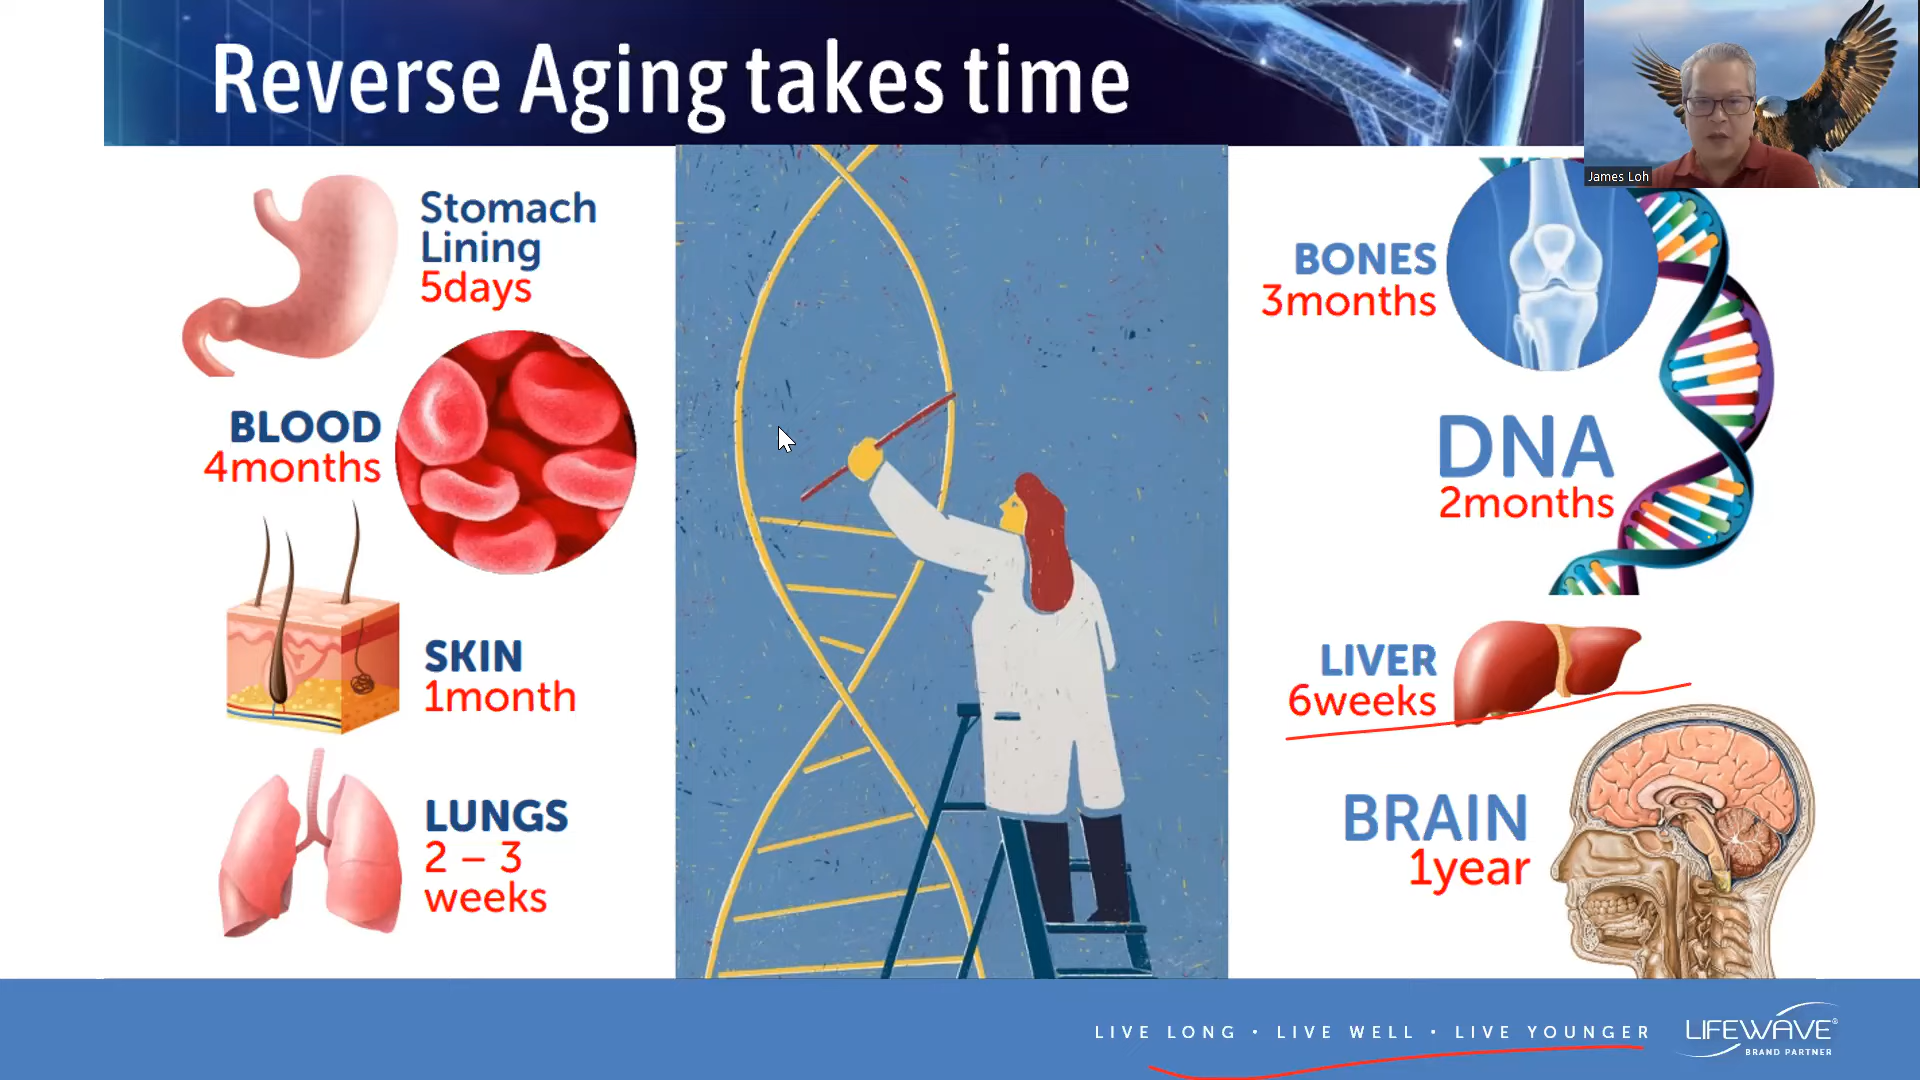 Reverse Aging takes time
James Loh
Stomach
Lining
5days
BLOOD
4months
SKIN
1month
LUNGS
2 – 3
weeks
BONES
3months
DNA
2months
LIVER
6weeks
BRAIN
1year
LIVE LONG • LIVE WELL • LIVE YOUNGER
LIFEWAVE®
BRAND PARTNER